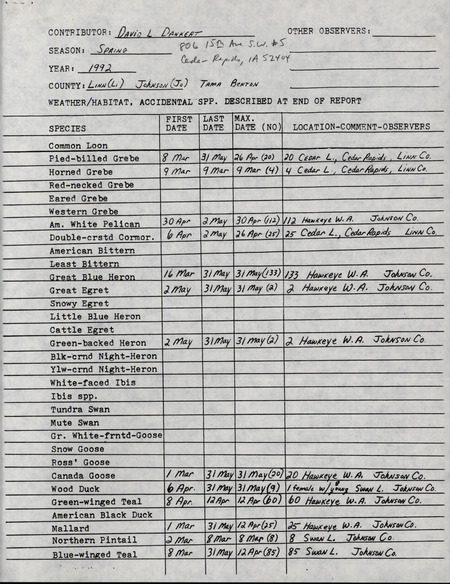 CONTRIBUTOR: DAVID L DANKERT OTHER OBSERVERS:
SEASON: SPRING 806 15th Ave S.W. #5
Cedar Rapids, IA 52404
YEAR: 1992
COUNTY: LINN(Li) JOHNSON(Jo) TAMA BENTON
WEATHER/HABITAT, ACCIDENTAL SPP. DESCRIBED AT END OF REPORT
SPECIES FIRST DATE LAST DATE MAX. DATE (NO) LOCATION-COMMENT-OBSERVERS
Common Loon
Pied-billed Grebe 8 Mar 31 May 26 Apr (20) 20 Cedar L., Cedar Rapids, Linn Co.
Horned Grebe 9 Mar 9 Mar 9 Mar (4) 4 Cedar L., Cedar Rapids, Linn Co.
Red-necked Grebe
Eared Grebe
Western Grebe
Am. White Pelican 30 Apr 2 May 30 Apr (112) 112 Hawkeye W.A. Johnson Co.
Double-crstd Cormor. 6 Apr 2 May 26 Apr (25) 25 Cedar L., Cedar Rapids Linn Co.
American Bittern
Least Bittern
Great Blue Heron 16 Mar 31 May 31 May (133) 133 Hawkeye W.A. Johnson Co.
Great Egret 2 May 31 May 31 May (2) 2 Hawkeye W.A. Johnson Co.
Snowy Egret
Little Blue Heron
Cattle Egret
Green-backed Heron 2 May 31 May 31 May (2) 2 Hawkeye W.A. Johnson Co.
Blk-crnd Night-Heron
Ylw-crnd Night-Heron
White-faced Ibis
Ibis spp.
Tundra Swan
Mute Swan
Gr. White-frntd-Goose
Snow Goose
Ross' Goose
Canada Goose 1 Mar 31 May 31 May (20) 20 Hawkeye W.A. Johnson Co.
Wood Duck 6 Apr 31 May 31 May (9) 1 female w/ young Swan L. Johnson Co.
Green-winged Teal 8 Apr 12 Apr 12 Apr (60) 60 Hawkeye W.A. Johnson Co.
American Black Duck
Mallard 1 Mar 31 May 12 Apr (25) 25 Hawkeye W.A. Johnson Co.
Northern Pintail 2 Mar 8 Mar 8 Mar (8) 8 Swan L. Johnson Co.
Blue-winged Teal 8 Mar 31 May 12 Apr (85) 85 Swan L. Johnson Co.